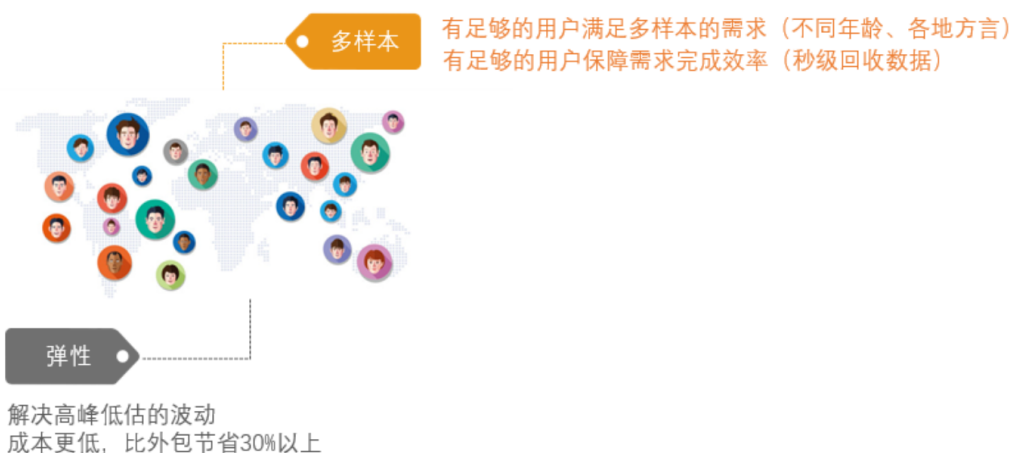 多样本
有足够的用户满足多样本的需求（不同年龄、各地方言）
有足够的用户保障需求完成效率（秒级回收数据）
弹性
解决高峰低估的波动
成本更低，比外包节省30%以上